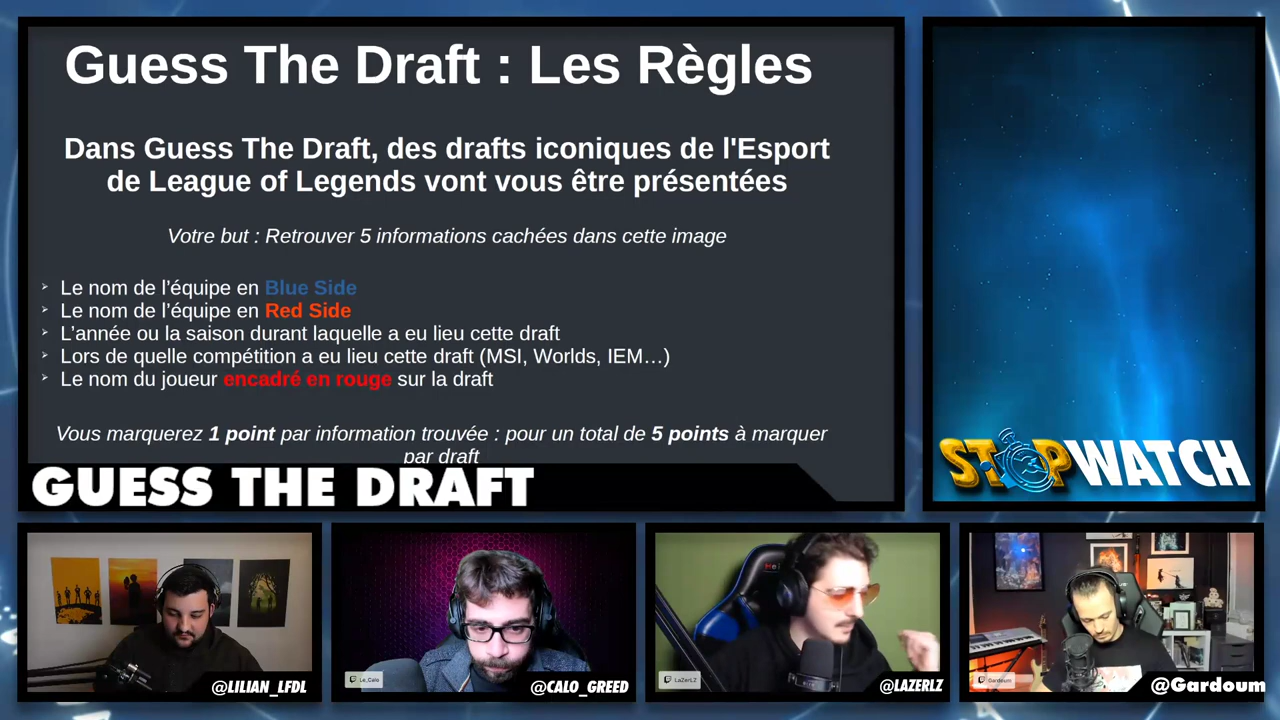 Guess The Draft : Les Règles
Dans Guess The Draft, des drafts iconiques de l'Esport
de League of Legends vont vous être présentées
Votre but : Retrouver 5 informations cachées dans cette image
Le nom de l'équipe en Blue Side
Le nom de l'équipe en Red Side
L'année ou la saison durant laquelle a eu lieu cette draft
Lors de quelle compétition a eu lieu cette draft (MSI, Worlds, IEM…)
Le nom du joueur encadré en rouge sur la draft
Vous marquerez 1 point par information trouvée : pour un total de 5 points à marquer
par draft
GUESS THE DRAFT
STOPWATCH
@LILIAN_LFDL
Le_Calo
@CALO_GREED
LaZerLZ
@LAZERLZ
Gardoum
@Gardoum